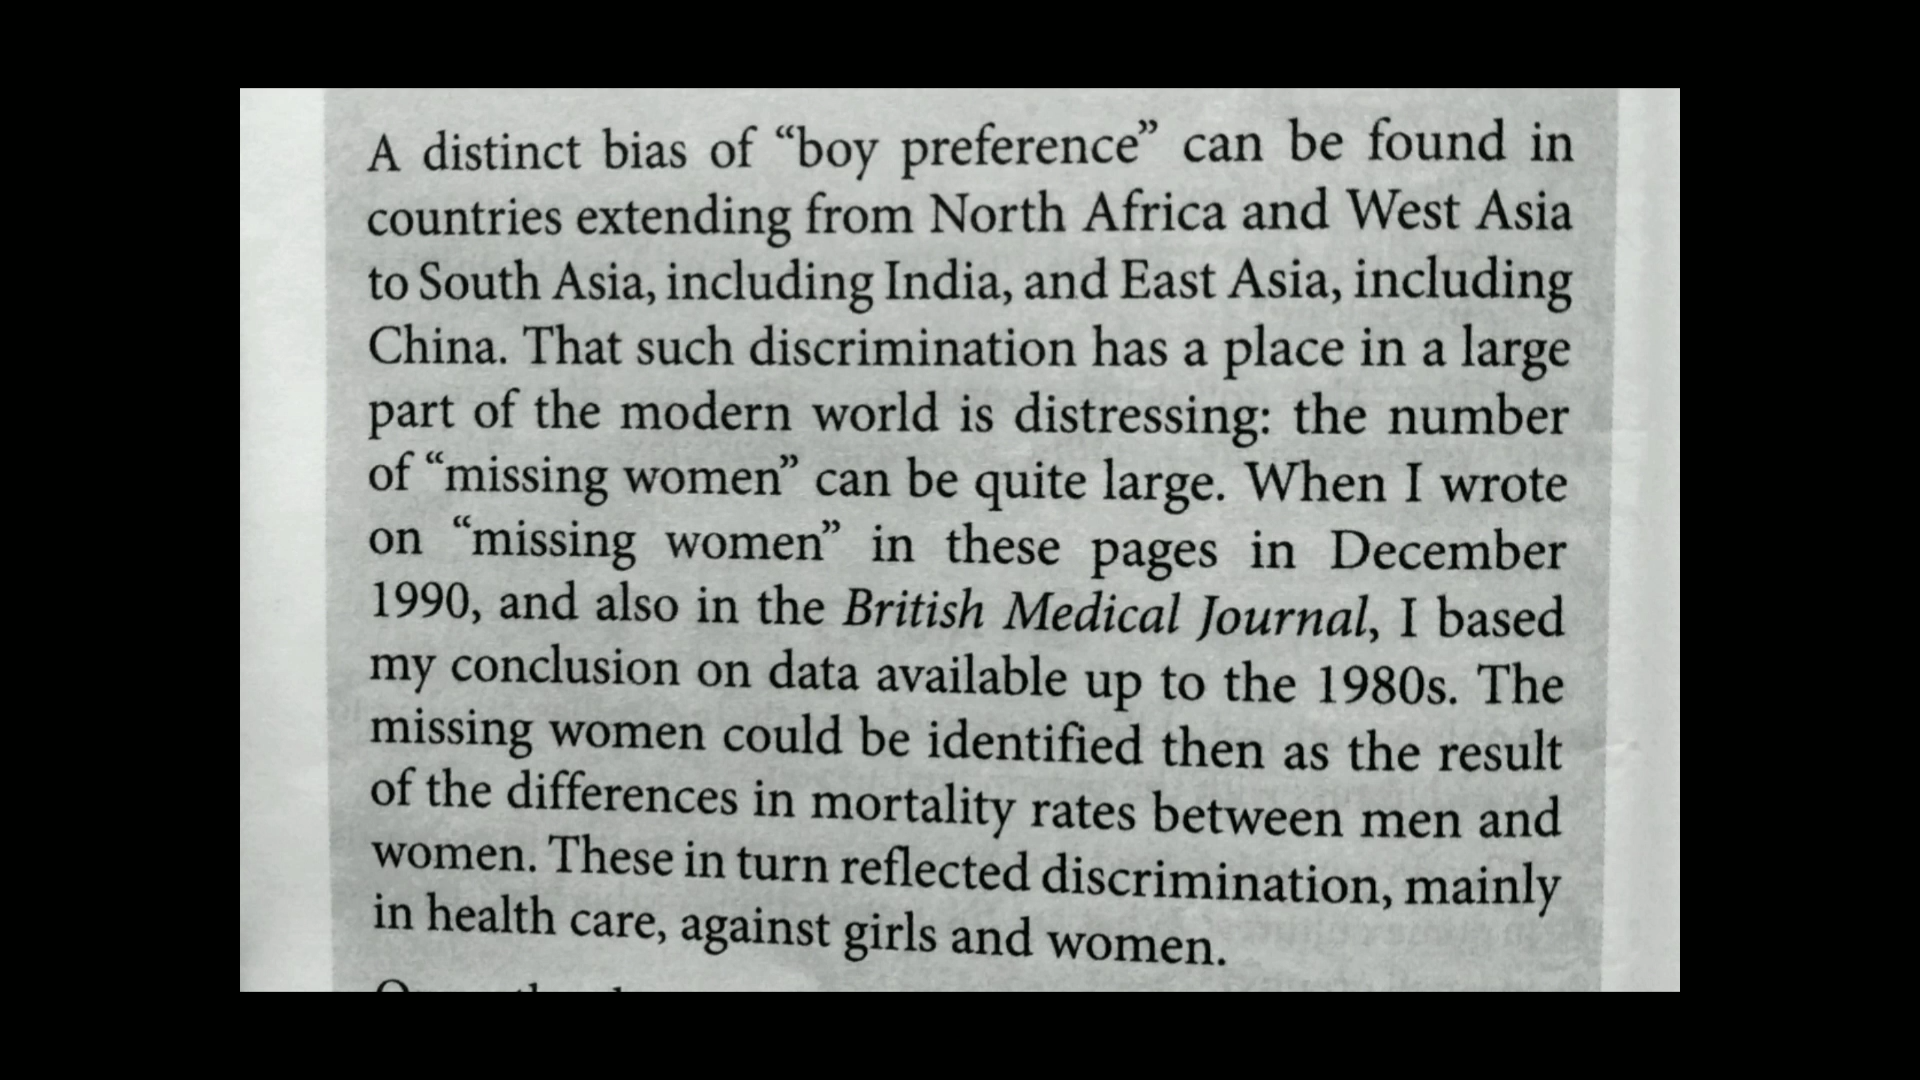 A distinct bias of “boy preference” can be found in
countries extending from North Africa and West Asia
to South Asia, including India, and East Asia, including
China. That such discrimination has a place in a large
part of the modern world is distressing: the number
of “missing women” can be quite large. When I wrote
on “missing women” in these pages in December
1990, and also in the British Medical Journal, I based
my conclusion on data available up to the 1980s. The
missing women could be identified then as the result
of the differences in mortality rates between men and
women. These in turn reflected discrimination, mainly
in health care, against girls and women.